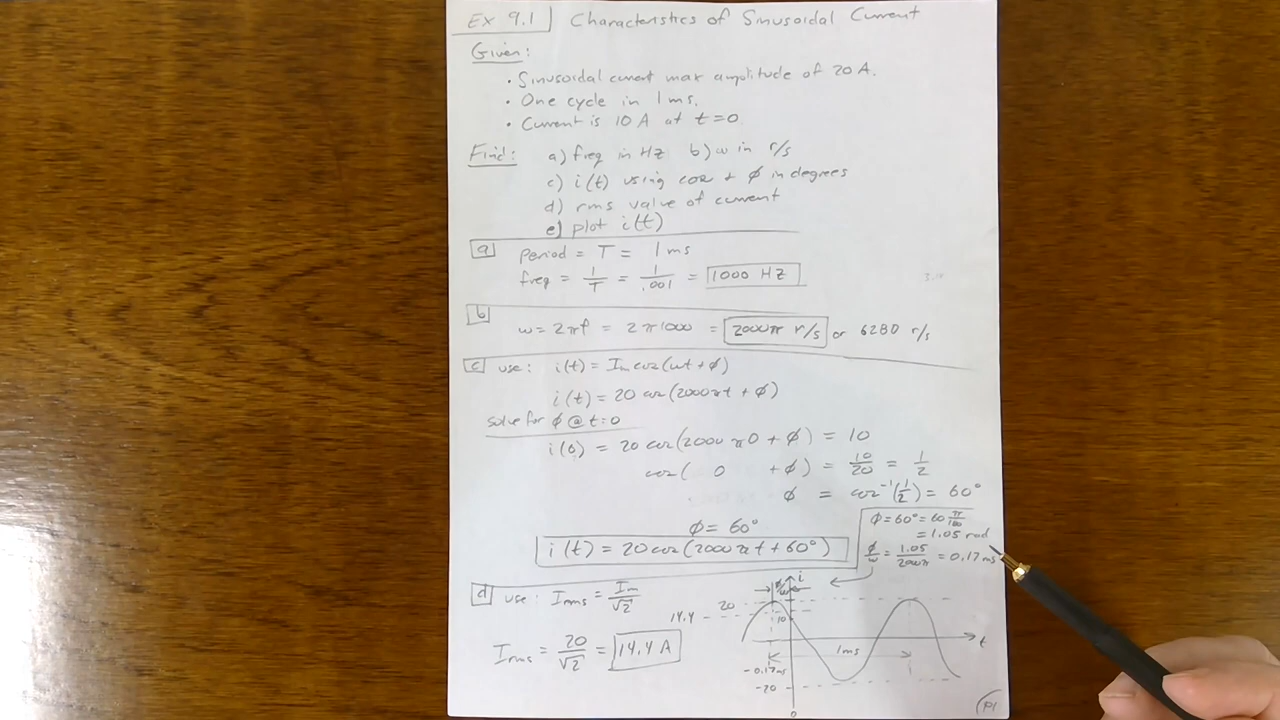 Ex 9.1 Characteristics of Sinusoidal Current
Given:
• Sinusoidal current max amplitude of 20 A.
• One cycle in 1 ms.
• Current is 10 A at t=0
Find: a) freq in HZ b) ω in r/s
c) i(t) using cos + ϕ in degrees
d) rms value of current
e) plot i(t)
a period = T = 1 ms
freq = 1/T = 1/.001 = 1000 HZ
b ω = 2πf = 2π1000 = 2000π r/s or 6280 r/s
c use: i(t) = Im cos(ωt + ϕ)
i(t) = 20 cos(2000πt + ϕ)
solve for ϕ @ t=0
i(0) = 20 cos(2000π0 + ϕ) = 10
cos( 0 + ϕ) = 10/20 = 1/2
ϕ = cos⁻¹(1/2) = 60°
ϕ = 60°
i(t) = 20 cos(2000πt + 60°)
ϕ = 60° = 60 π/180
= 1.05 rad
ϕ/ω = 1.05/2000π = 0.17 ms
d use: Irms = Im/√2
Irms = 20/√2 = 14.4 A
ϕ/ω i
20
14.4
10
t
1ms
-0.17ms
-20
0
P1